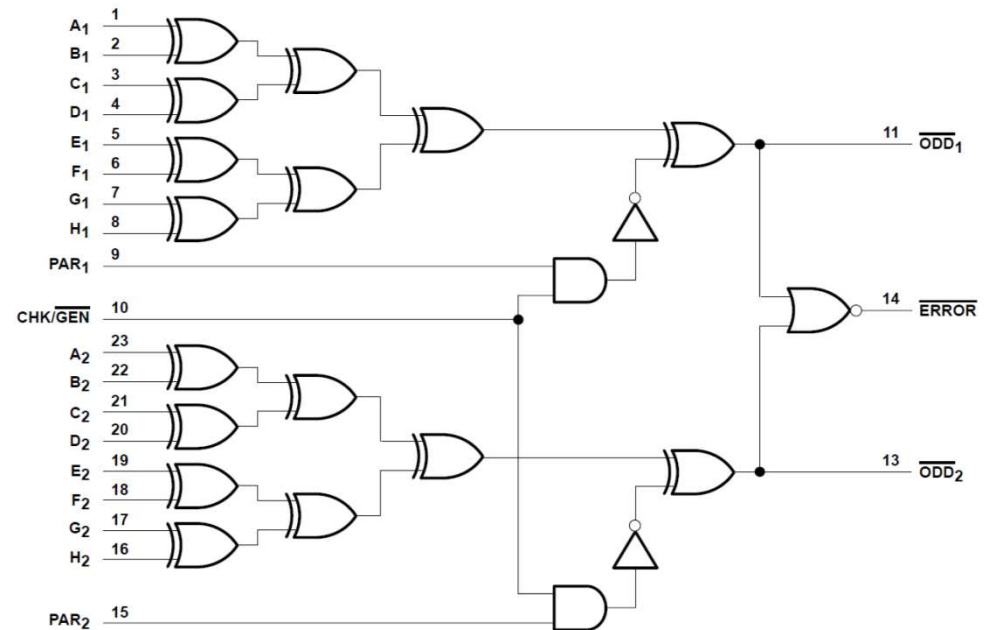 A1 1
B1 2
C1 3
D1 4
E1 5
F1 6
G1 7
H1 8
PAR1 9
CHK/GEN 10
A2 23
B2 22
C2 21
D2 20
E2 19
F2 18
G2 17
H2 16
PAR2 15
11 ODD1
14 ERROR
13 ODD2